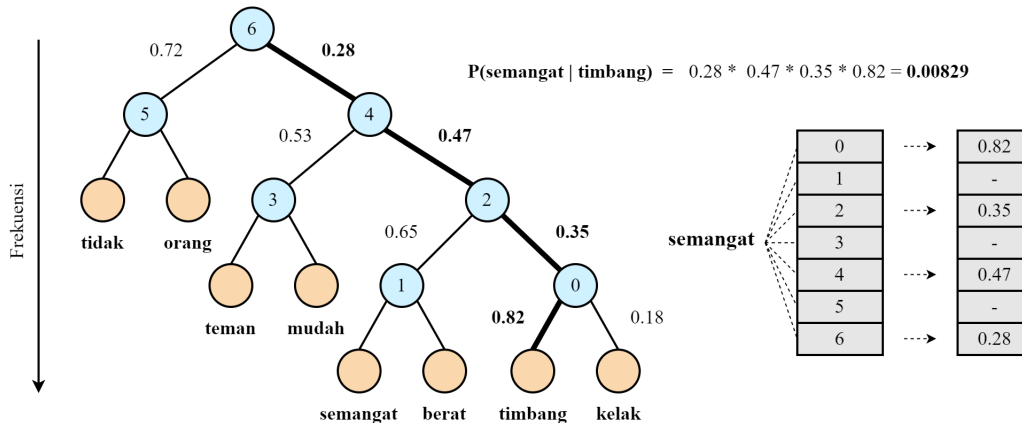 6
0.72
0.28
P(semangat | timbang) = 0.28 * 0.47 * 0.35 * 0.82 = 0.00829
5
4
0.53
0.47
0
0.82
1
-
2
0.35
3
-
4
0.47
5
-
6
0.28
semangat
3
2
tidak
orang
0.65
0.35
Frekuensi
1
0
teman
mudah
0.82
0.18
semangat
berat
timbang
kelak